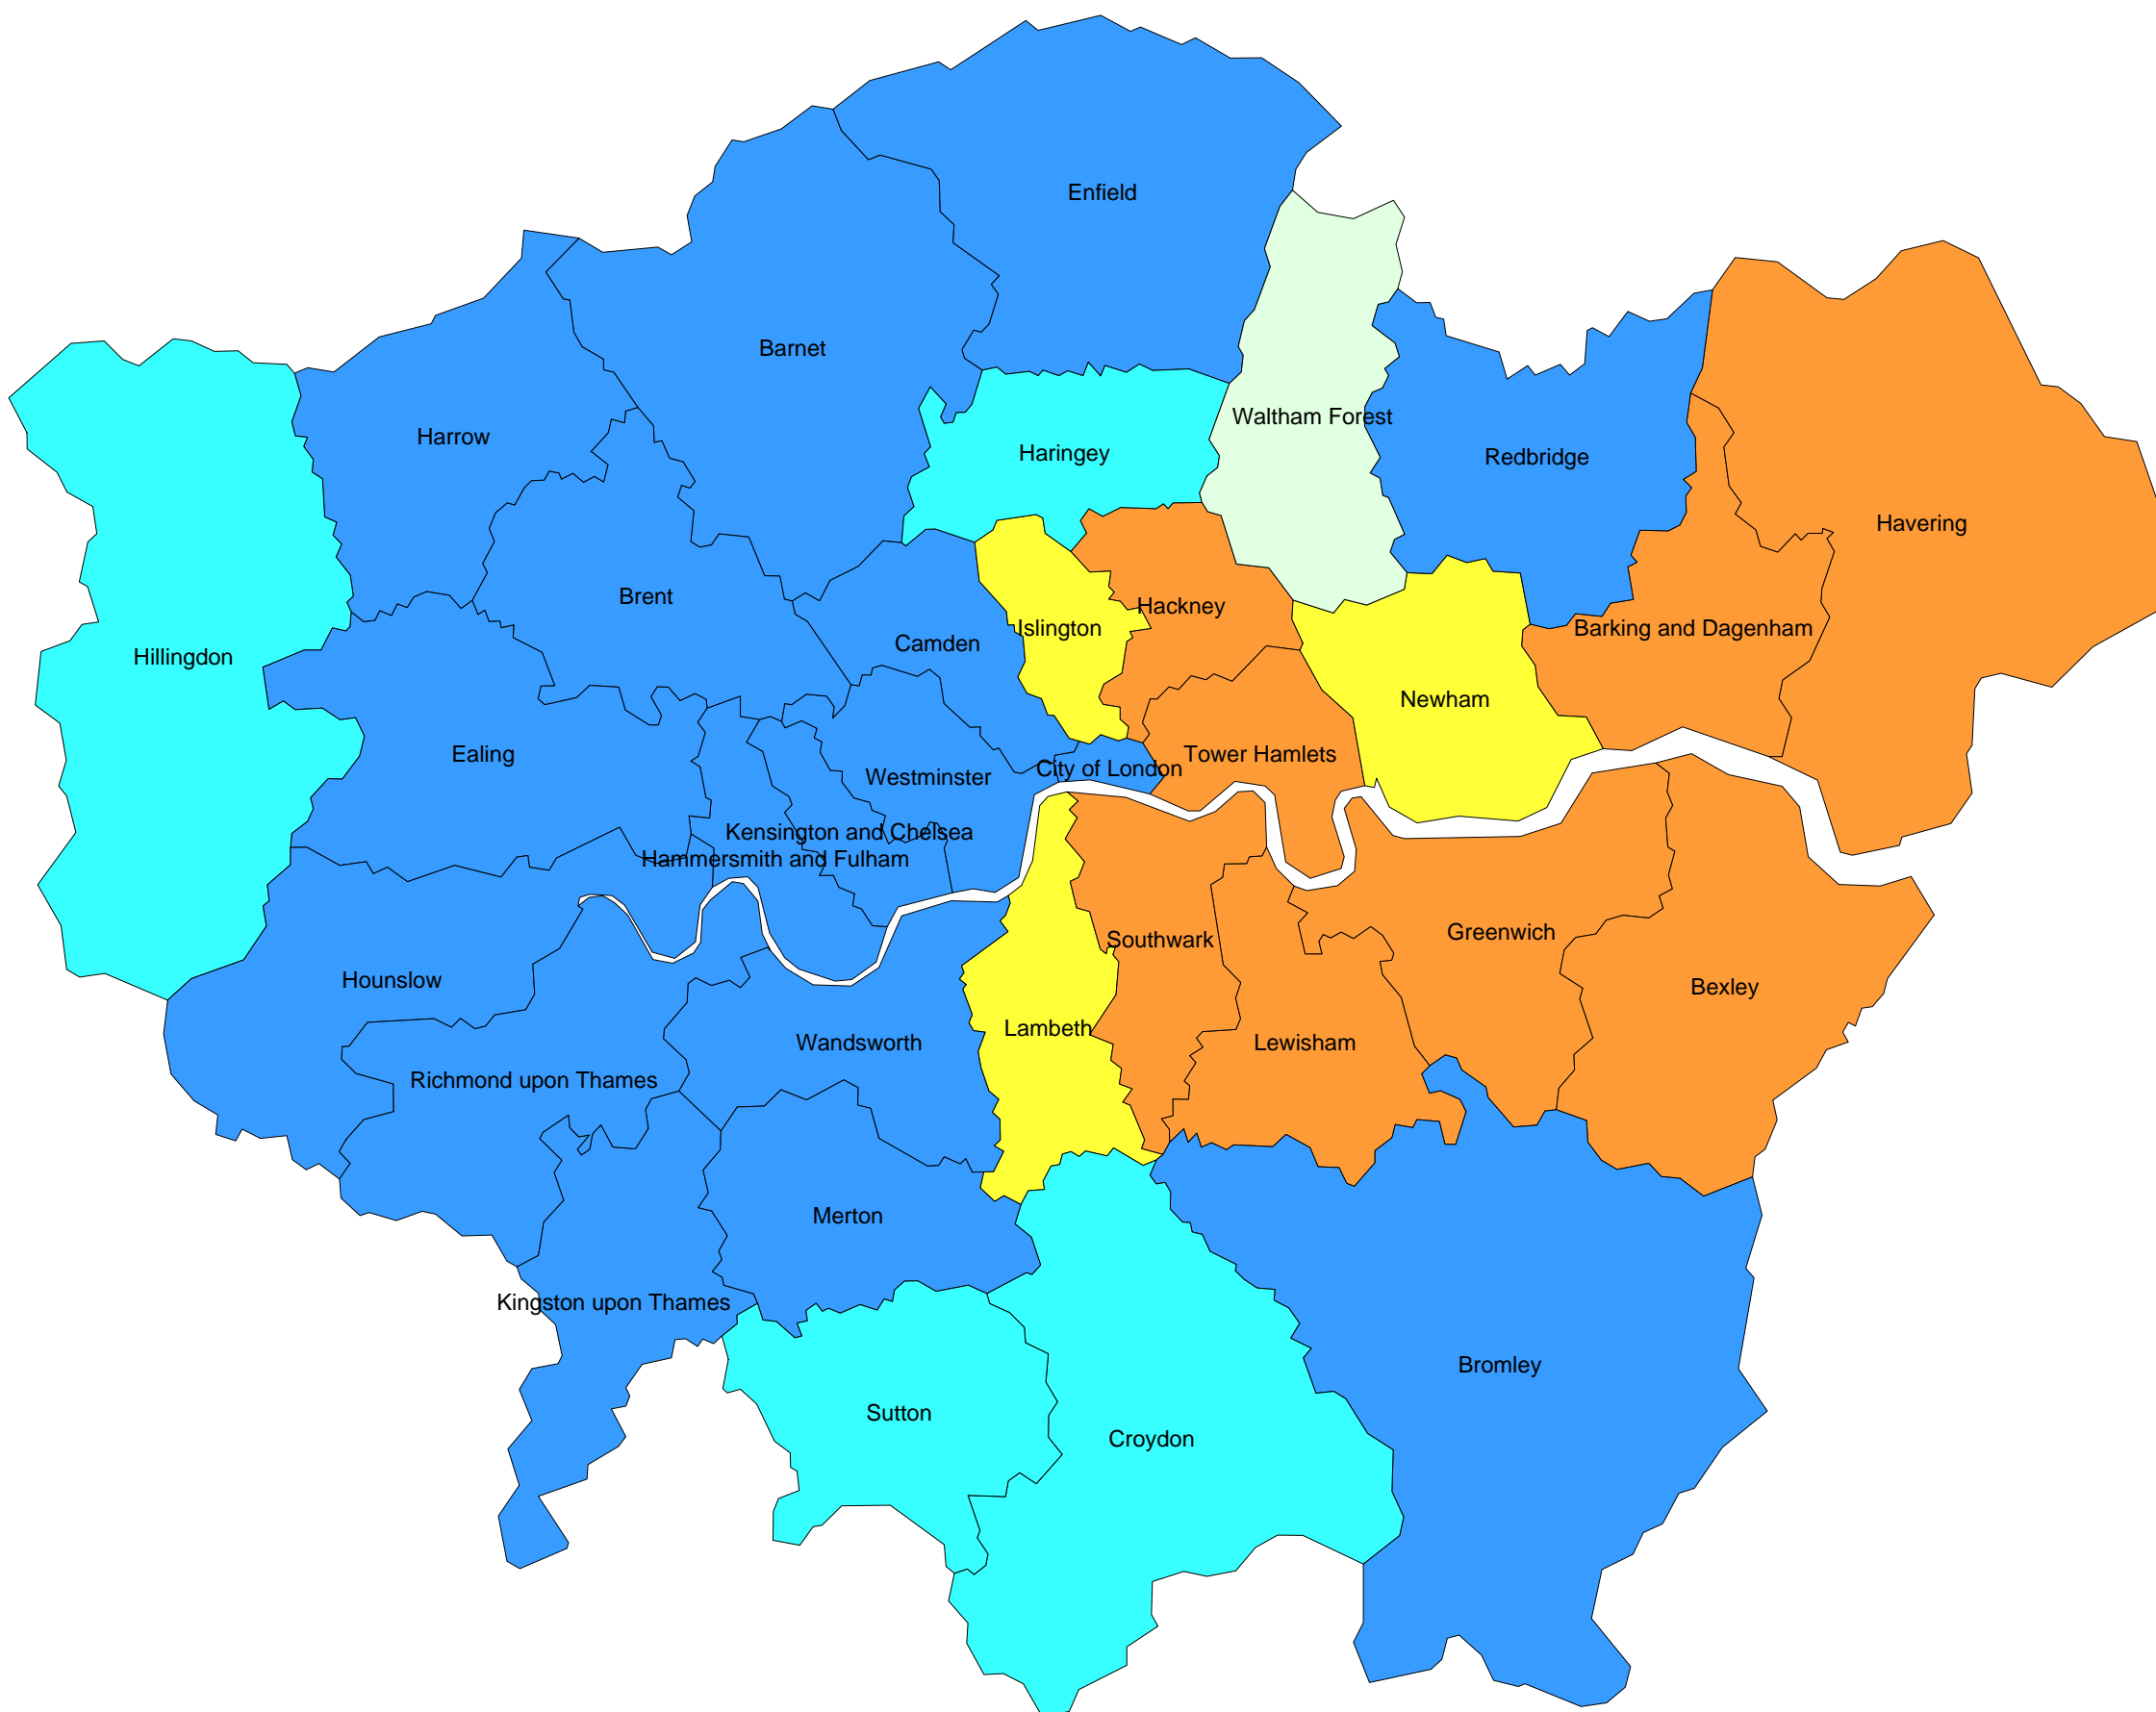 Enfield
Barnet
Waltham Forest
Harrow
Haringey
Redbridge
Havering
Brent
Hackney
Islington
Barking and Dagenham
Camden
Hillingdon
Newham
Ealing
Tower Hamlets
City of London
Westminster
Kensington and Chelsea
Hammersmith and Fulham
Greenwich
Southwark
Hounslow
Bexley
Lambeth
Wandsworth
Lewisham
Richmond upon Thames
Merton
Kingston upon Thames
Bromley
Sutton
Croydon